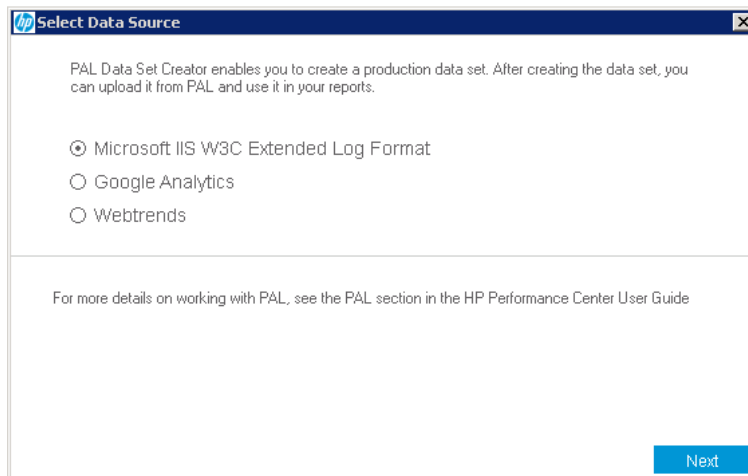 hp Select Data Source
PAL Data Set Creator enables you to create a production data set. After creating the data set, you
can upload it from PAL and use it in your reports.
Microsoft IIS W3C Extended Log Format
Google Analytics
Webtrends
For more details on working with PAL, see the PAL section in the HP Performance Center User Guide
Next